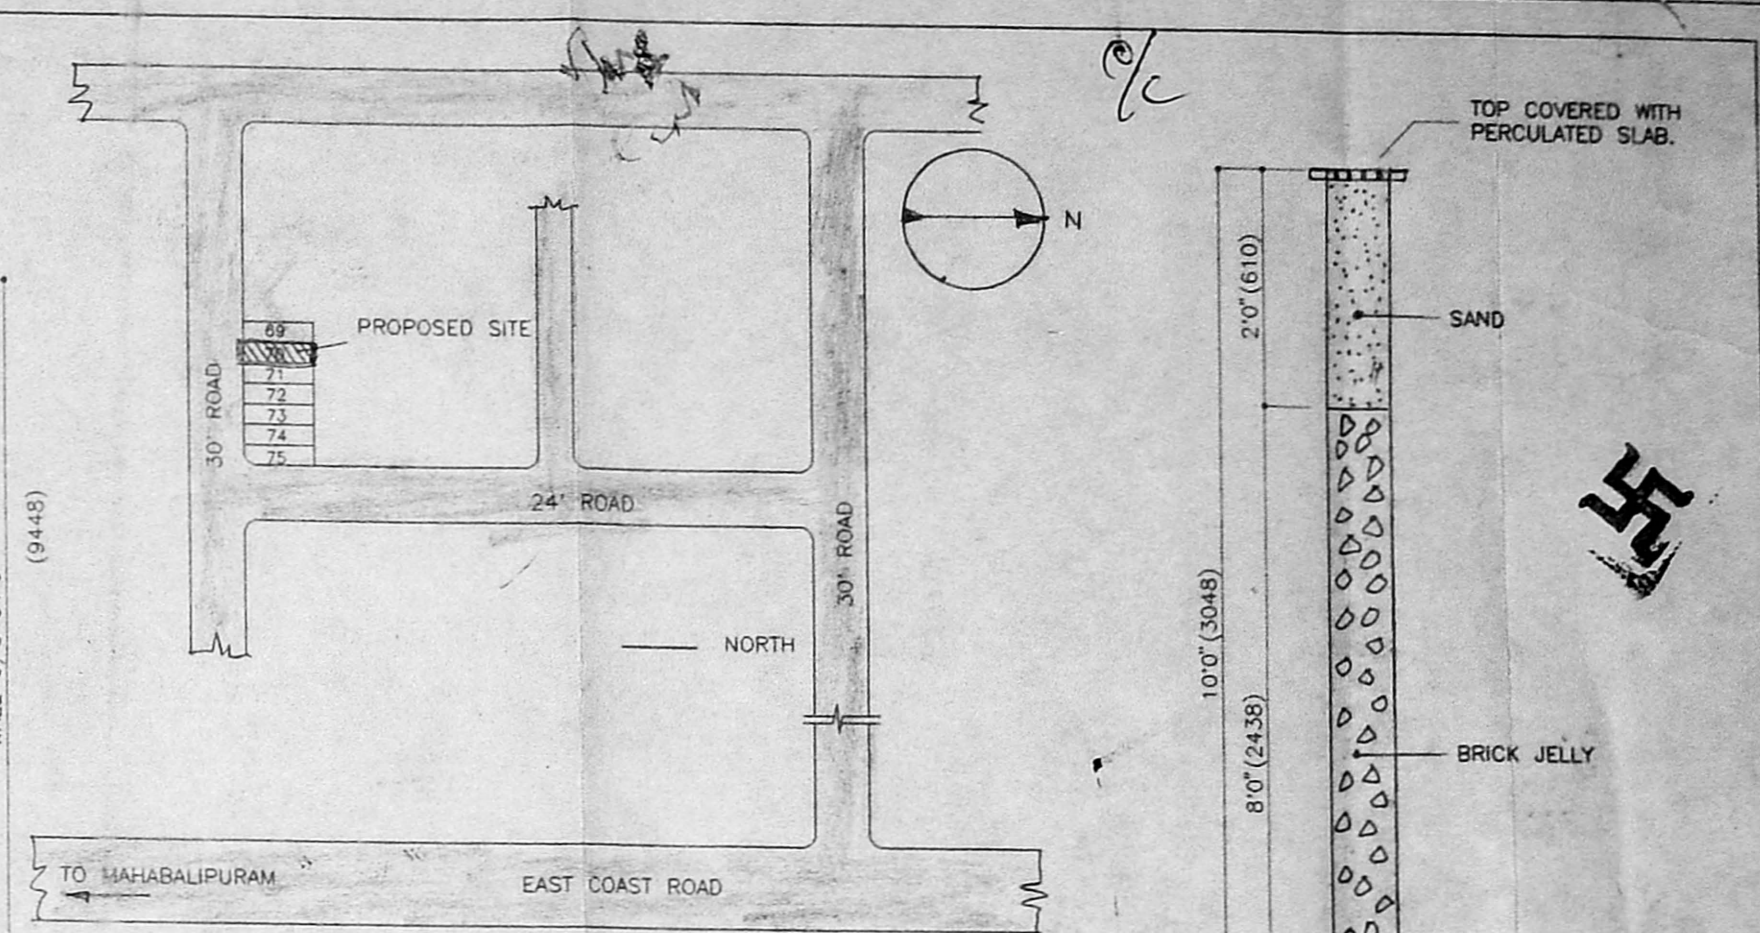 C/C
TOP COVERED WITH
PERCULATED SLAB.
N
2'0" (610)
SAND
PROPOSED SITE
69
71
72
73
74
75
30' ROAD
24' ROAD
30' ROAD
(9448)
NORTH
10'0" (3048)
8'0" (2438)
BRICK JELLY
TO MAHABALIPURAM
EAST COAST ROAD